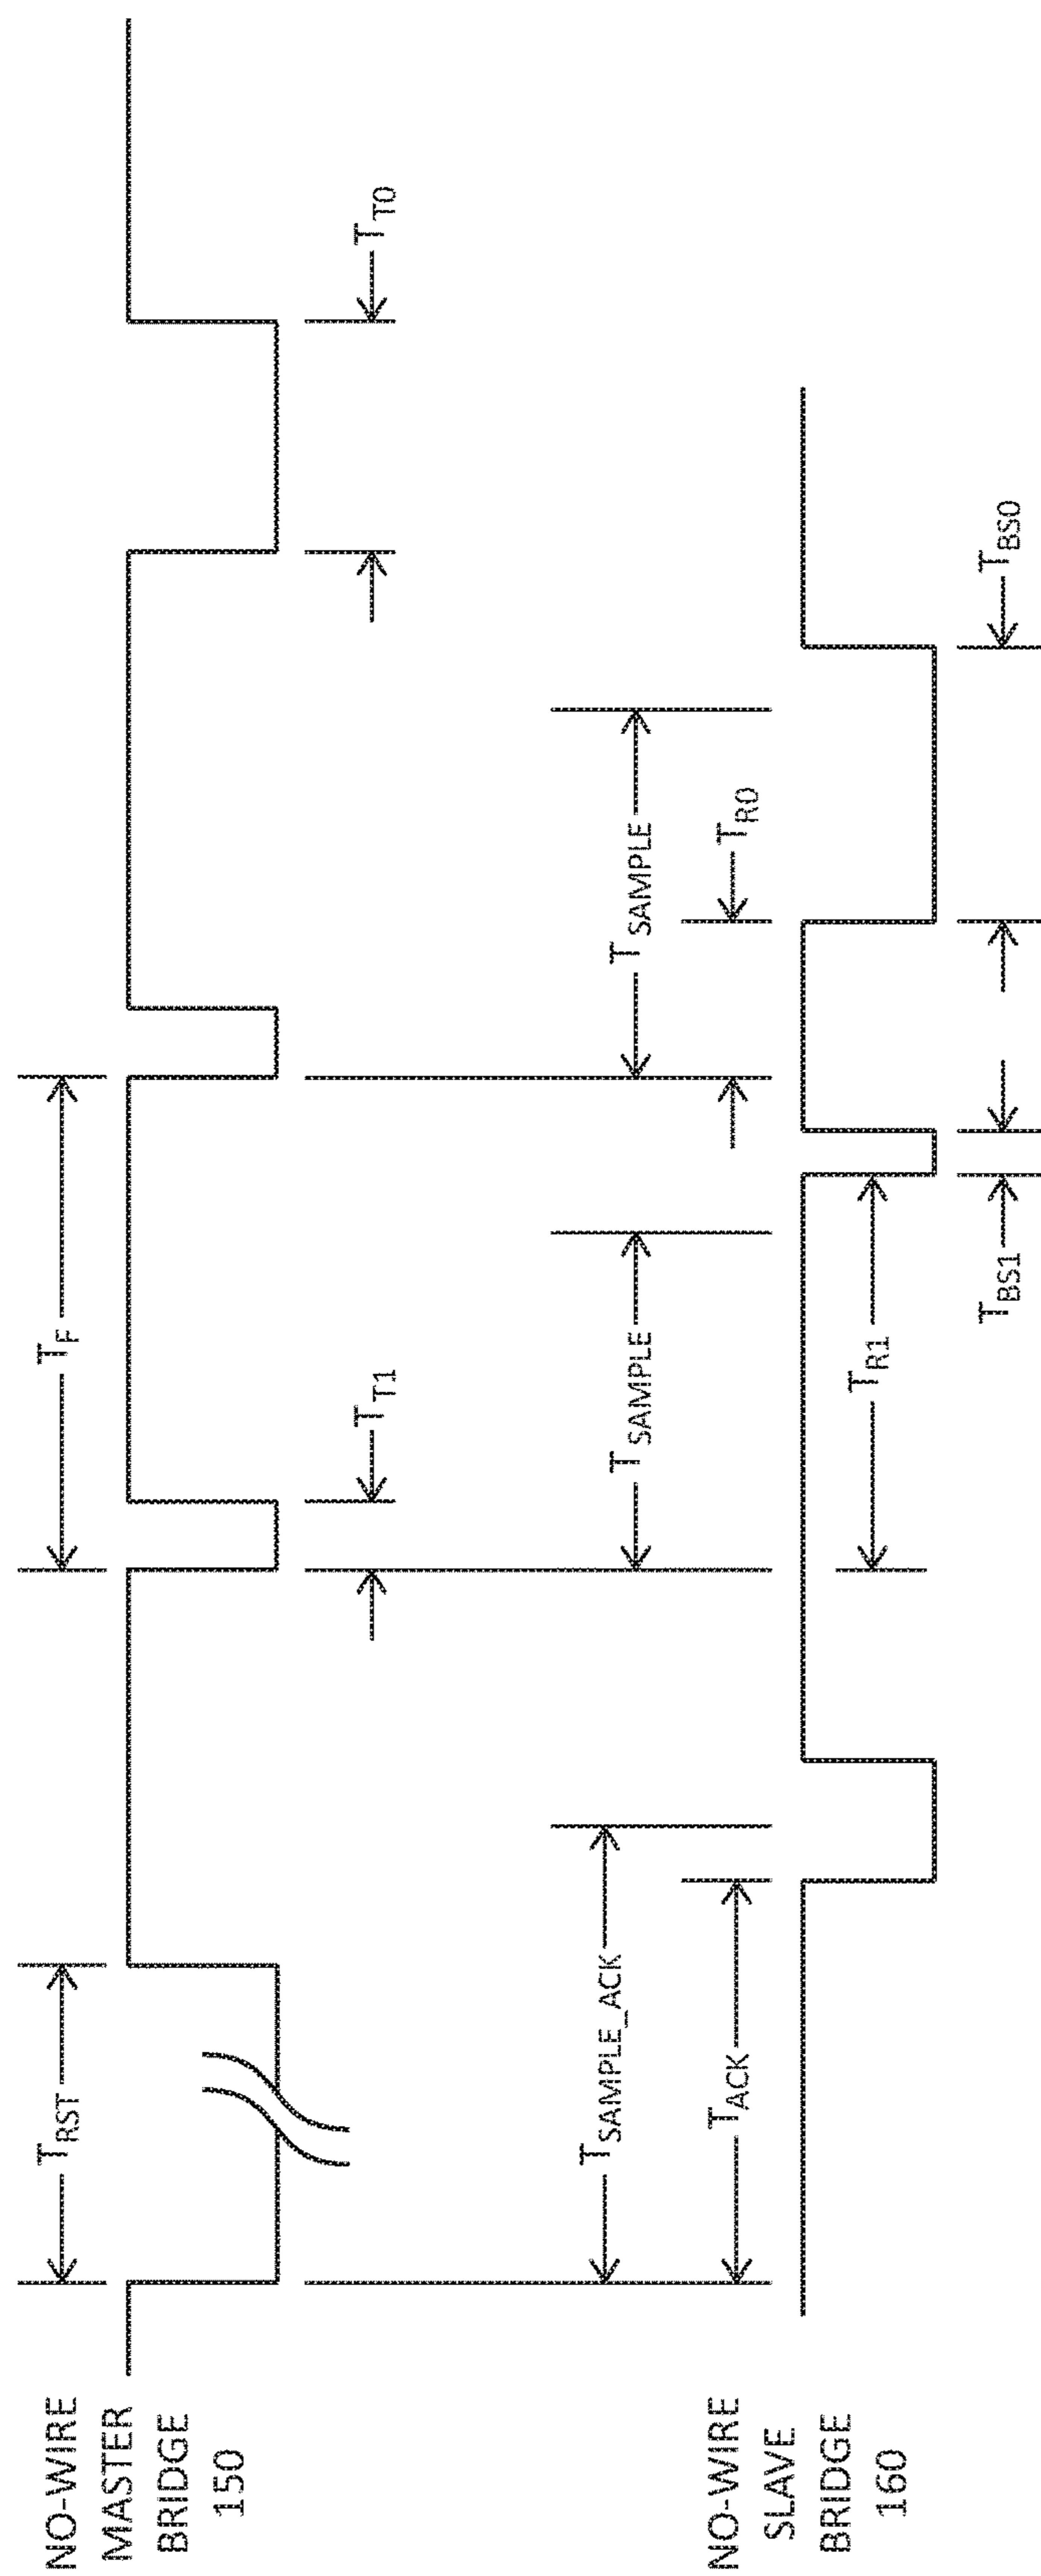 NO-WIRE
MASTER
BRIDGE
150
T_RST
T_F
T_T1
T_T0
T_SAMPLE_ACK
T_SAMPLE
T_SAMPLE
T_ACK
T_R0
NO-WIRE
SLAVE
BRIDGE
160
T_R1
T_BS1
T_BS0